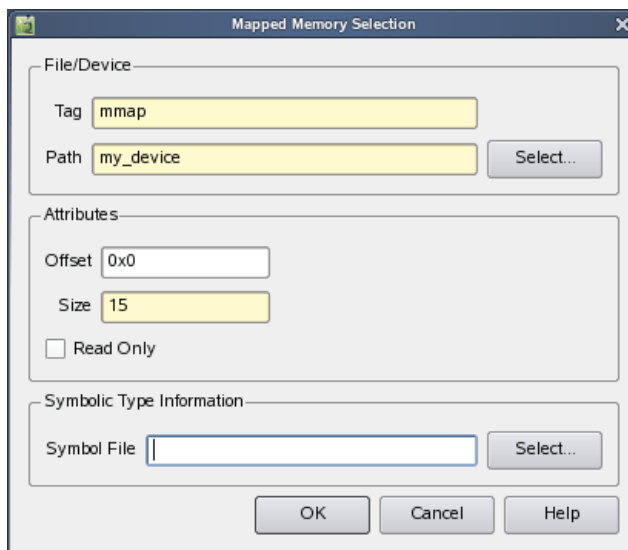 Mapped Memory Selection
File/Device
Tag mmap
Path my_device Select...
Attributes
Offset 0x0
Size 15
Read Only
Symbolic Type Information
Symbol File Select...
OK Cancel Help